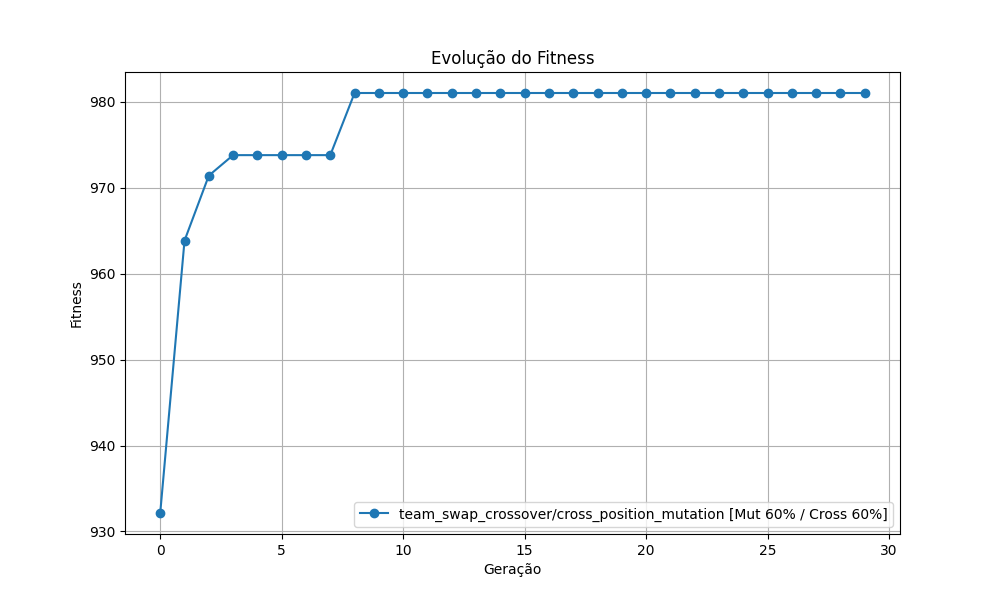 Evolução do Fitness
Fitness
980
970
960
950
940
930
team_swap_crossover/cross_position_mutation [Mut 60% / Cross 60%]
0 5 10 15 20 25 30
Geração